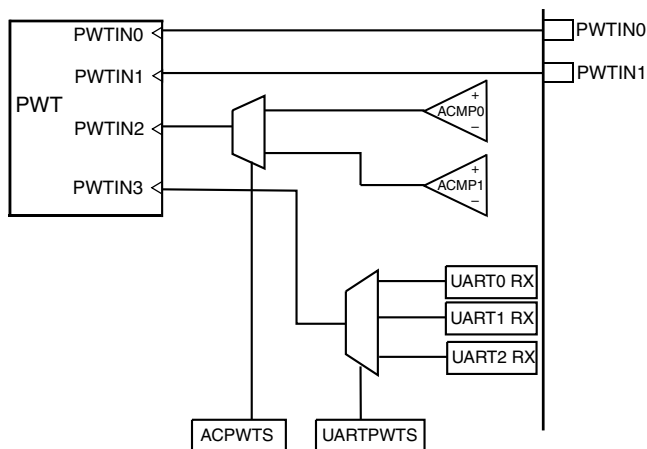 PWTIN0
PWTIN0
PWTIN1
PWTIN1
PWT
+
ACMP0
−
PWTIN2
+
ACMP1
−
PWTIN3
UART0 RX
UART1 RX
UART2 RX
ACPWTS
UARTPWTS